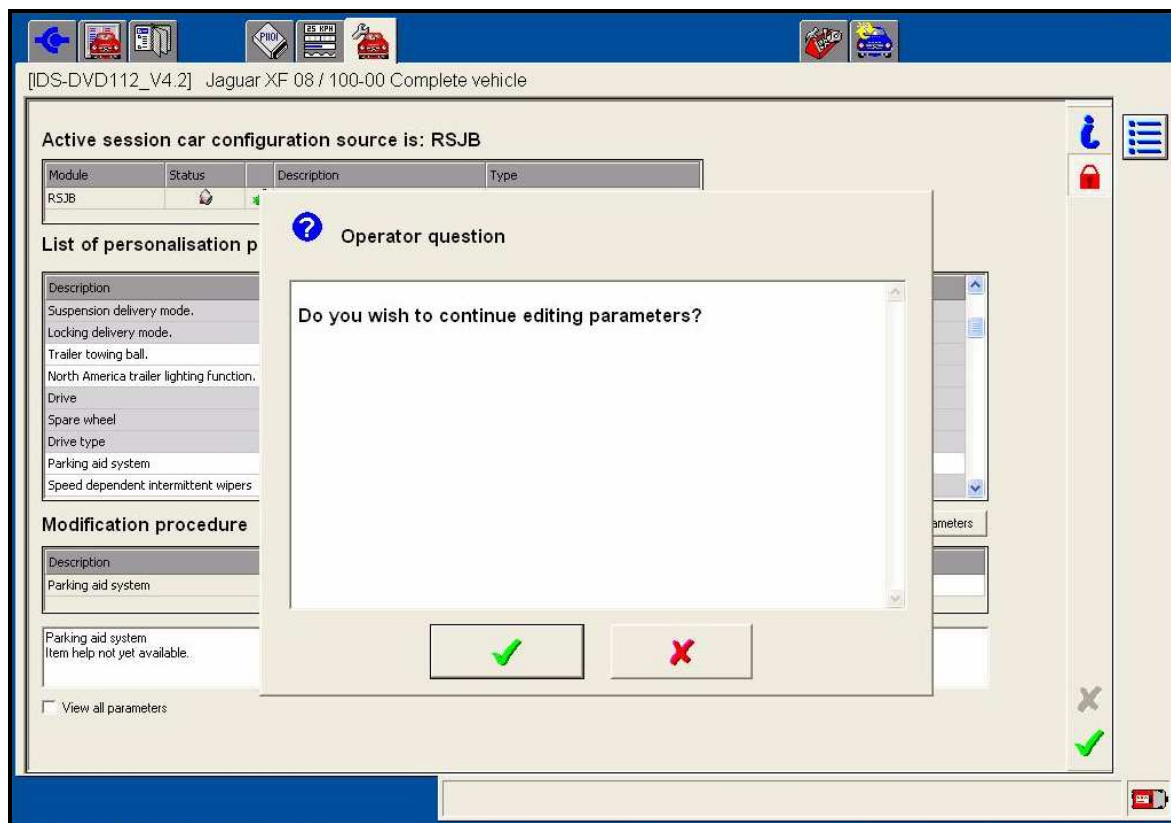 P1101
25 KPH
[IDS-DVD112_V4.2] Jaguar XF 08 / 100-00 Complete vehicle
Active session car configuration source is: RSJB
Module Status Description Type
RSJB
List of personalisation p
Operator question
Do you wish to continue editing parameters?
Description
Suspension delivery mode.
Locking delivery mode.
Trailer towing ball.
North America trailer lighting function.
Drive
Spare wheel
Drive type
Parking aid system
Speed dependent intermittent wipers
Modification procedure
ameters
Description
Parking aid system
Parking aid system
Item help not yet available.
View all parameters